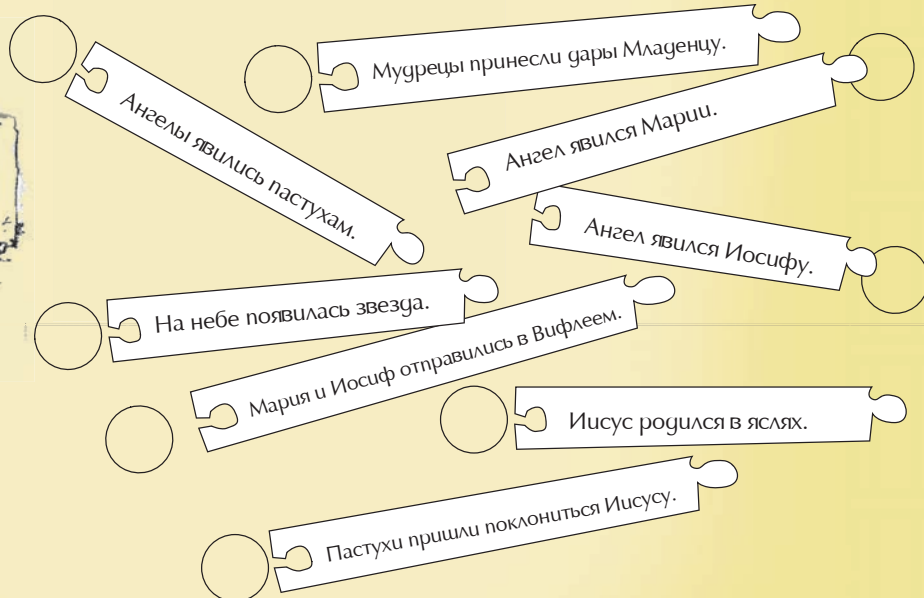 Мудрецы принесли дары Младенцу.
Ангел явился Марии.
Ангелы явились пастухам.
Ангел явился Иосифу.
На небе появилась звезда.
Мария и Иосиф отправились в Вифлеем.
Иисус родился в яслях.
Пастухи пришли поклониться Иисусу.